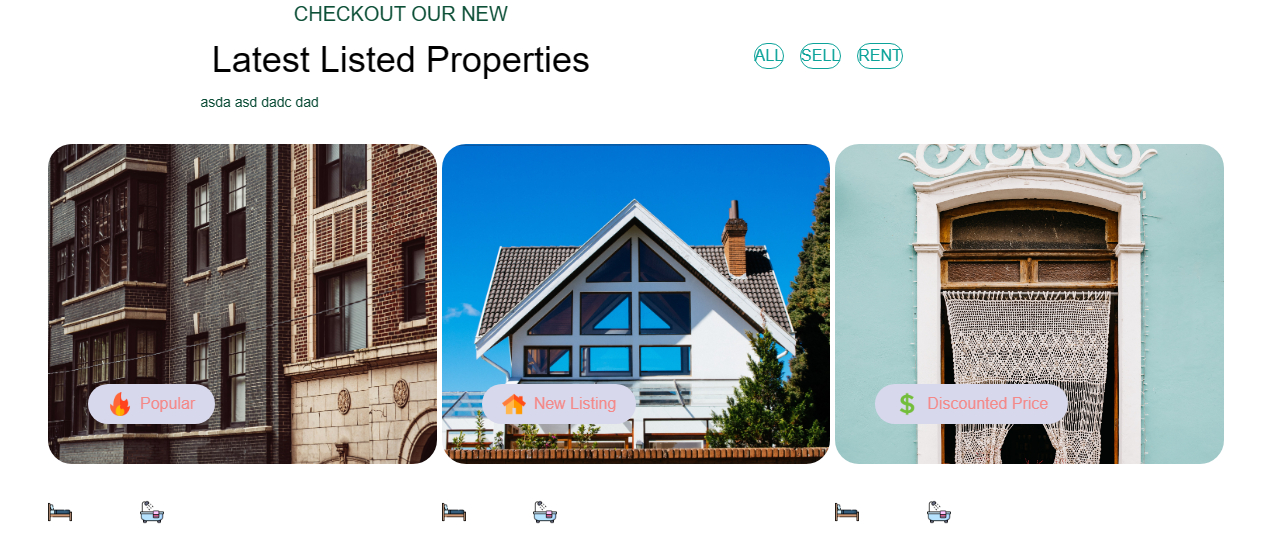 CHECKOUT OUR NEW
Latest Listed Properties
ALL SELL RENT
asda asd dadc dad
Popular
New Listing
Discounted Price